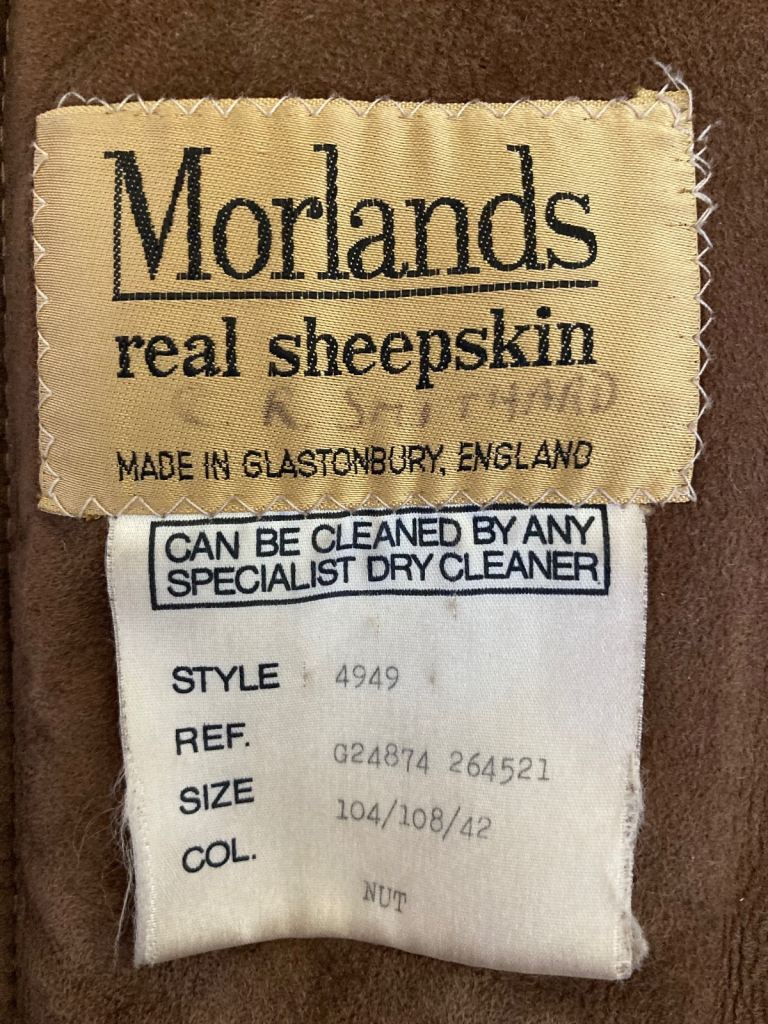 Morlands
real sheepskin
R SMITHARD
MADE IN GLASTONBURY, ENGLAND
CAN BE CLEANED BY ANY
SPECIALIST DRY CLEANER
STYLE 4949
REF. G24874 264521
SIZE 104/108/42
COL. NUT